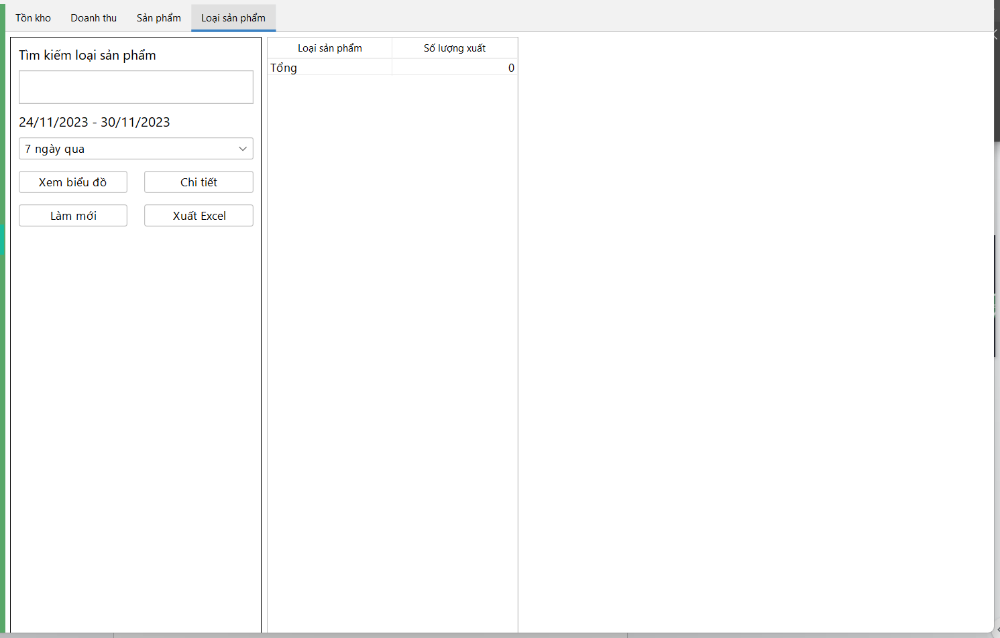 Tồn kho Doanh thu Sản phẩm Loại sản phẩm
Tìm kiếm loại sản phẩm
24/11/2023 - 30/11/2023
7 ngày qua
Xem biểu đồ Chi tiết
Làm mới Xuất Excel
Loại sản phẩm Số lượng xuất
Tổng 0